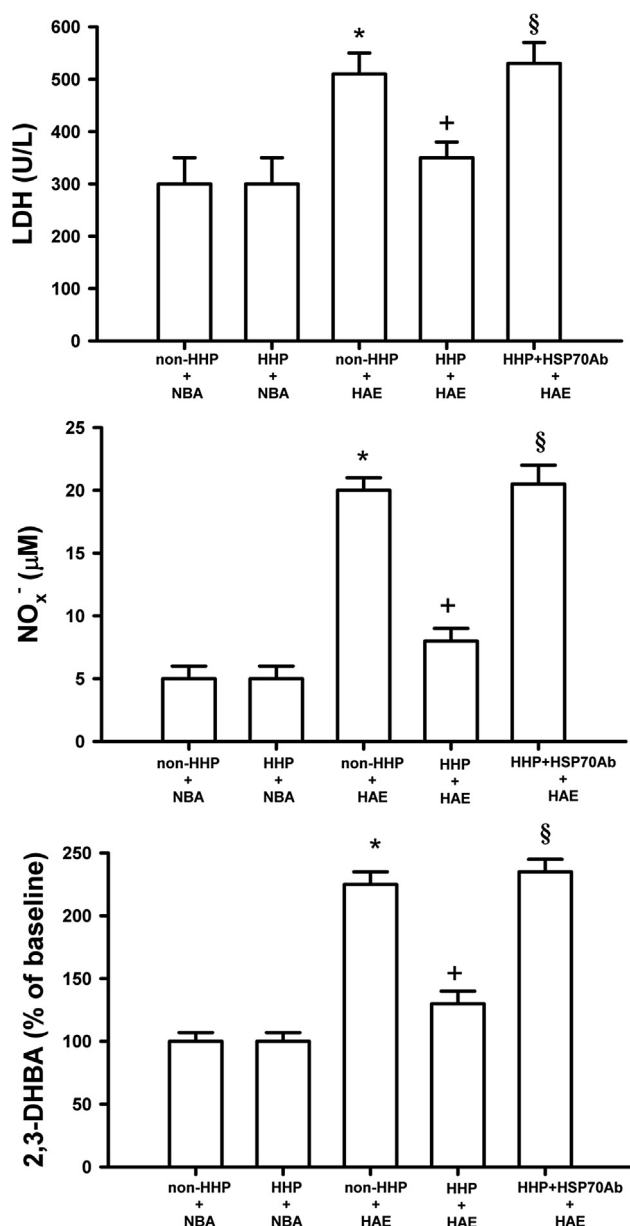 LDH (U/L)
600
500
400
300
200
100
0
* + §
non-HHP HHP non-HHP HHP HHP+HSP70Ab
+ + + + +
NBA NBA HAE HAE HAE
NOx- (μM)
25
20
15
10
5
0
* + §
non-HHP HHP non-HHP HHP HHP+HSP70Ab
+ + + + +
NBA NBA HAE HAE HAE
2,3-DHBA (% of baseline)
250
200
150
100
50
0
* + §
non-HHP HHP non-HHP HHP HHP+HSP70Ab
+ + + + +
NBA NBA HAE HAE HAE